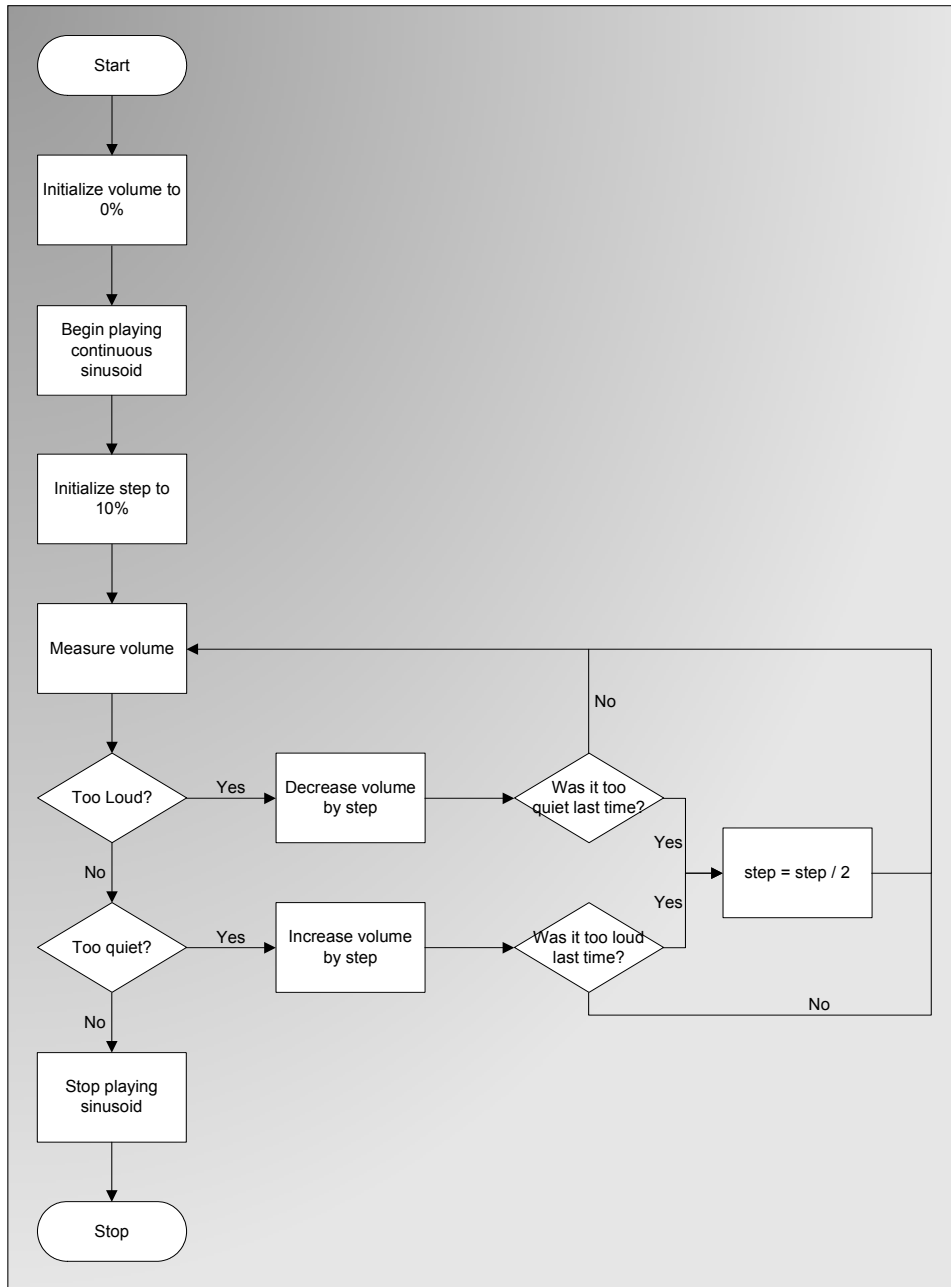 Start
Initialize volume to
0%
Begin playing
continuous
sinusoid
Initialize step to
10%
Measure volume
No
Too Loud?
Yes
Decrease volume
by step
Was it too
quiet last time?
Yes
step = step / 2
No
Yes
Too quiet?
Yes
Increase volume
by step
Was it too loud
last time?
No
No
Stop playing
sinusoid
Stop